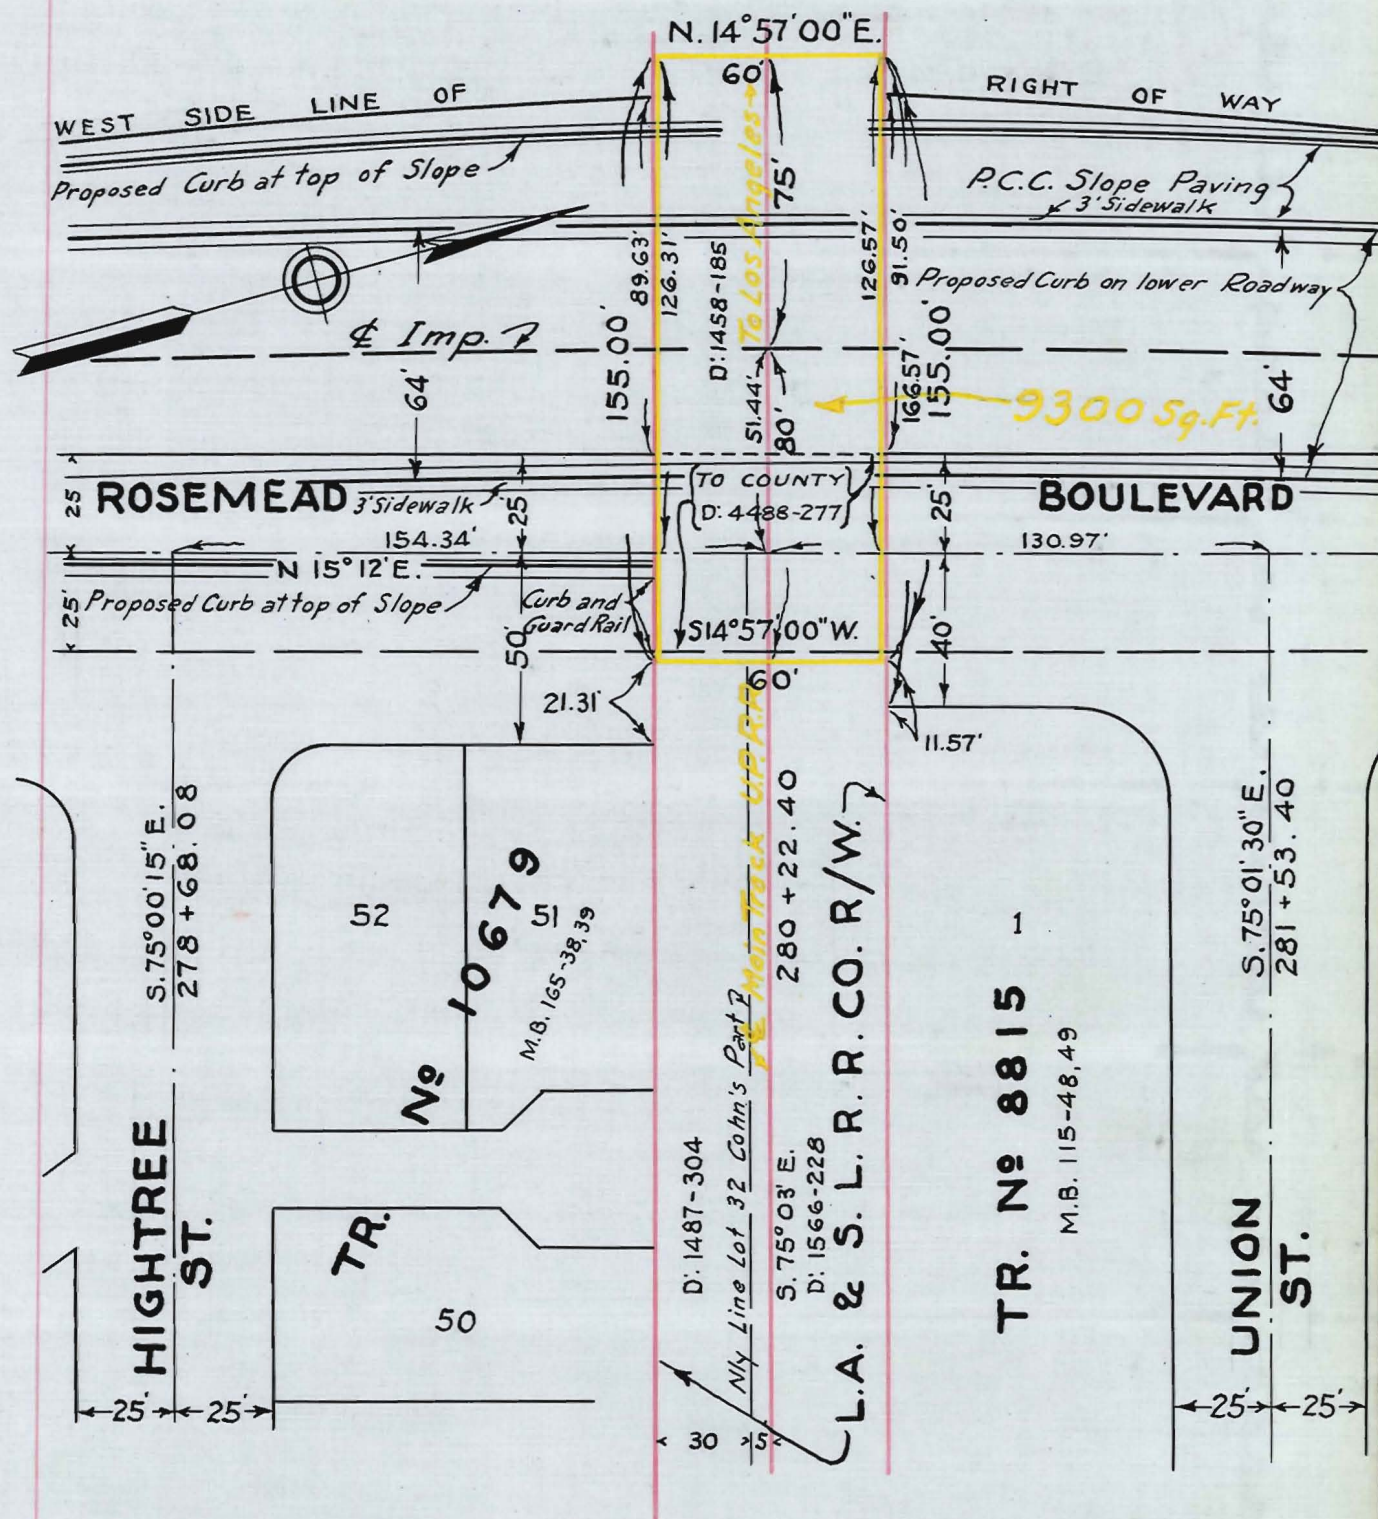 N. 14°57'00"E.
60'
WEST SIDE LINE OF
RIGHT OF WAY
Proposed Curb at top of Slope
P.C.C. Slope Paving
3' Sidewalk
To Los Angeles
75'
89.63'
126.31'
D:1458-185
126.57'
91.50'
Proposed Curb on lower Roadway
℄ Imp.
155.00'
64'
51.44'
80'
166.57'
155.00'
9300 Sq.Ft.
64'
25'
ROSEMEAD
3' Sidewalk
25'
TO COUNTY
D: 4488-277
25'
BOULEVARD
154.34'
130.97'
N 15°12'E.
25'
Proposed Curb at top of Slope
Curb and
Guard Rail
50'
S14°57'00"W.
40'
60'
21.31'
11.57'
S.75°00'15"E.
278+68.08
52
51
TR. No 10679
M.B. 165-38,39
50
℄ Main Track U.P.R.R.
280+22.40
L.A. & S. L. R. R. CO. R/W.
Nly Line Lot 32 Cohn's Part'n
D: 1487-304
S. 75°03' E.
D: 1566-228
1
TR. No 8815
M.B. 115-48,49
S.75°01'30"E.
281+53.40
HIGHTREE
ST.
UNION
ST.
25'
25'
30
5
25'
25'